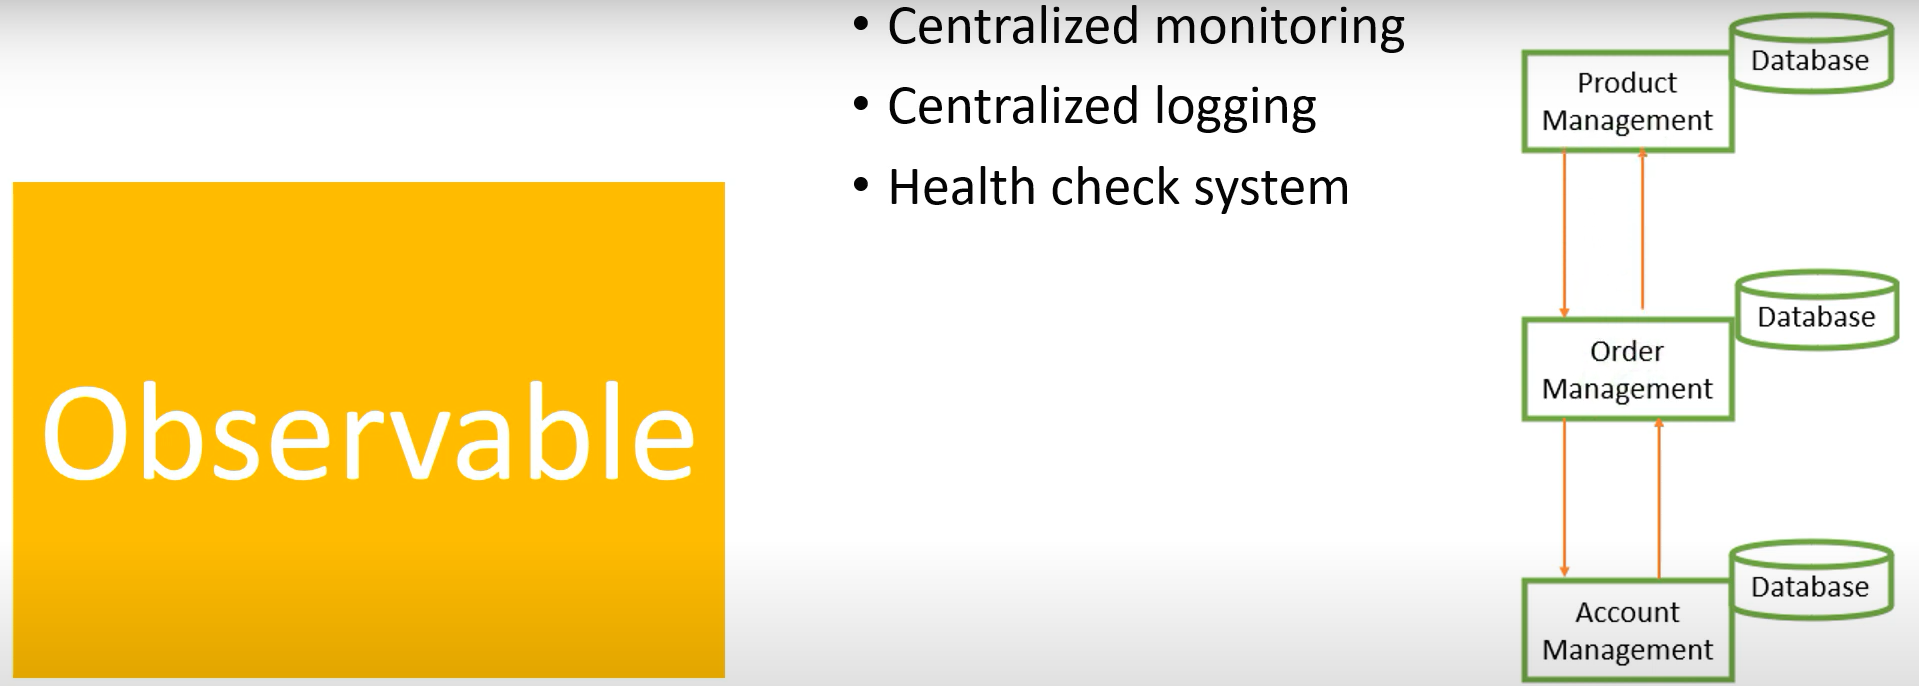 Observable
• Centralized monitoring
• Centralized logging
• Health check system
Product
Management
Database
Order
Management
Database
Account
Management
Database